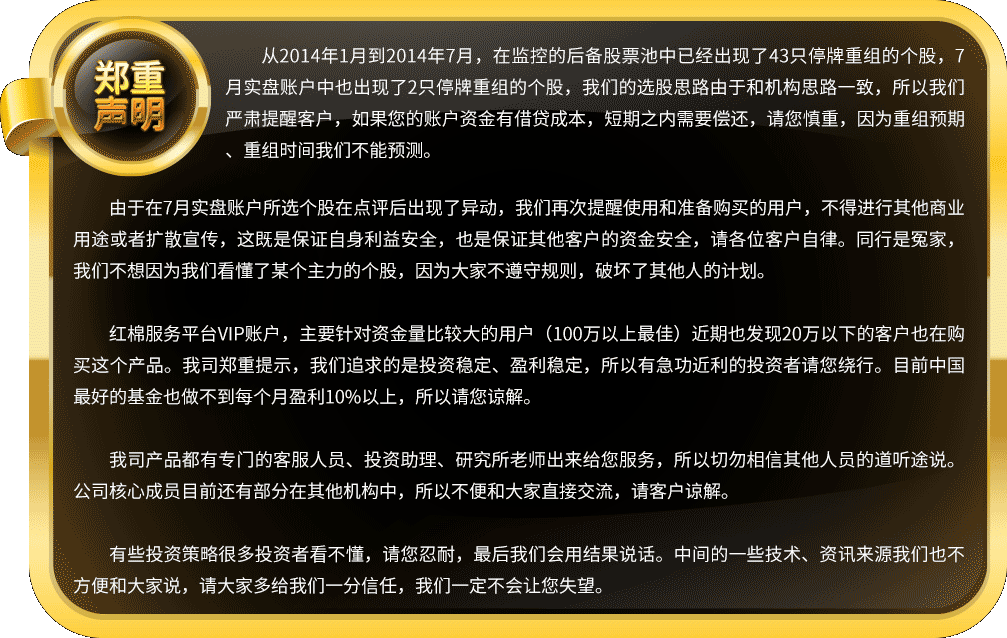 郑重
声明
从2014年1月到2014年7月，在监控的后备股票池中已经出现了43只停牌重组的个股，7
月实盘账户中也出现了2只停牌重组的个股，我们的选股思路由于和机构思路一致，所以我们
严肃提醒客户，如果您的账户资金有借贷成本，短期之内需要偿还，请您慎重，因为重组预期
、重组时间我们不能预测。
由于在7月实盘账户所选个股在点评后出现了异动，我们再次提醒使用和准备购买的用户，不得进行其他商业
用途或者扩散宣传，这既是保证自身利益安全，也是保证其他客户的资金安全，请各位客户自律。同行是冤家，
我们不想因为我们看懂了某个主力的个股，因为大家不遵守规则，破坏了其他人的计划。
红棉服务平台VIP账户，主要针对资金量比较大的用户（100万以上最佳）近期也发现20万以下的客户也在购
买这个产品。我司郑重提示，我们追求的是投资稳定、盈利稳定，所以有急功近利的投资者请您绕行。目前中国
最好的基金也做不到每个月盈利10%以上，所以请您谅解。
我司产品都有专门的客服人员、投资助理、研究所老师出来给您服务，所以切勿相信其他人员的道听途说。
公司核心成员目前还有部分在其他机构中，所以不便和大家直接交流，请客户谅解。
有些投资策略很多投资者看不懂，请您忍耐，最后我们会用结果说话。中间的一些技术、资讯来源我们也不
方便和大家说，请大家多给我们一分信任，我们一定不会让您失望。